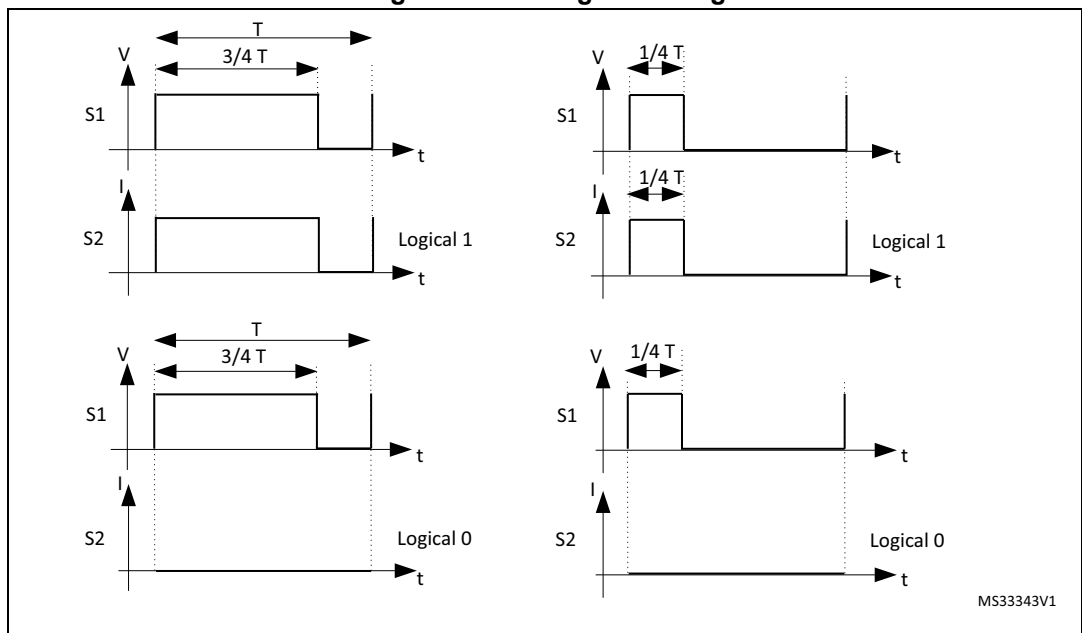 T
3/4 T
V
S1
t
I
S2
Logical 1
t
1/4 T
V
S1
t
1/4 T
I
S2
Logical 1
t
T
3/4 T
V
S1
t
I
S2
Logical 0
t
1/4 T
V
S1
t
I
S2
Logical 0
t
MS33343V1